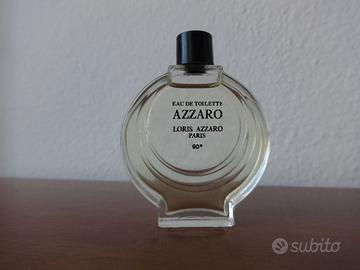 EAU DE TOILETTE
AZZARO
LORIS AZZARO
PARIS
90°
subito